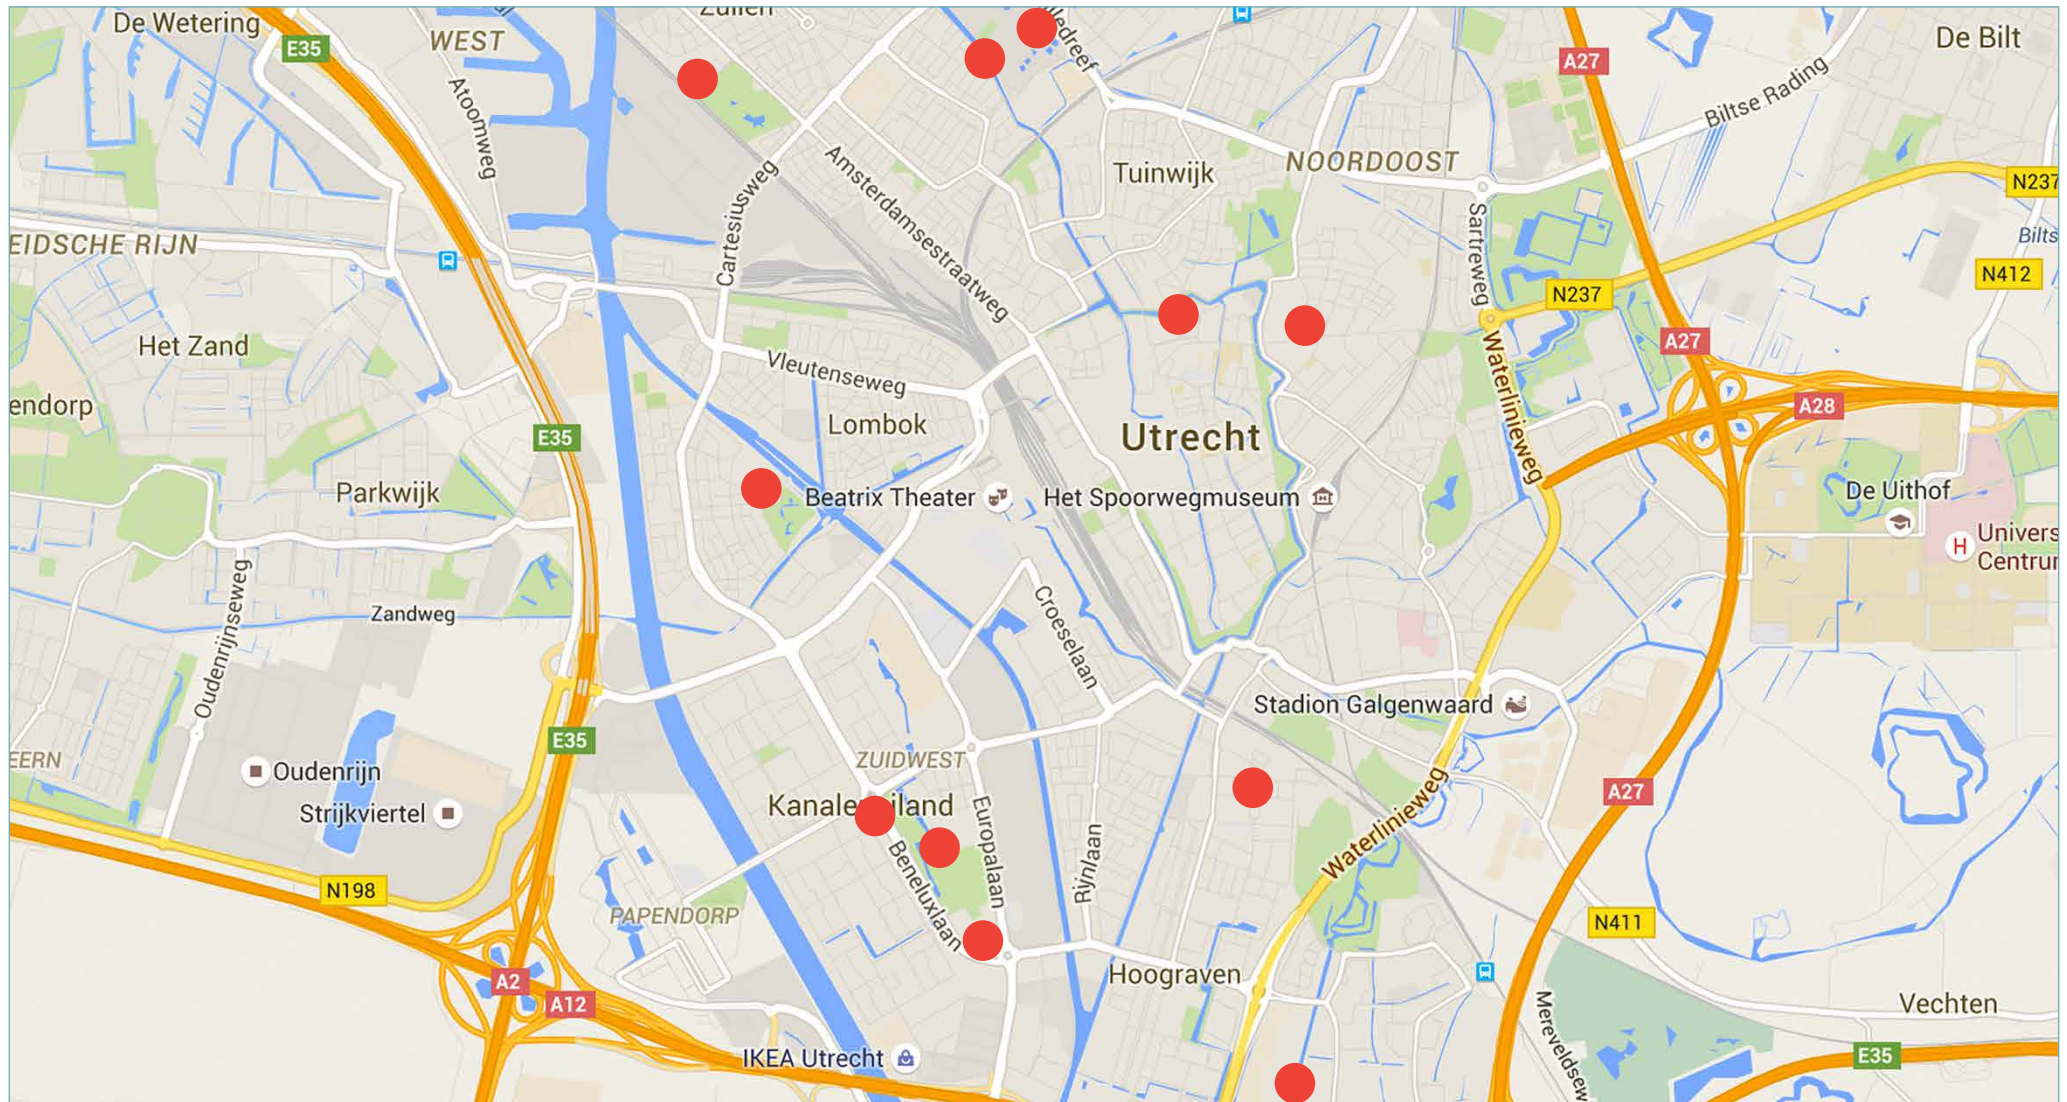 De Wetering
E35
WEST
Zuilen
A27
De Bilt
Atoomweg
Biltse Rading
Tuinwijk
NOORDOOST
N237
Amsterdamsestraatweg
Cartesiusweg
Sartreweg
EIDSCHE RIJN
Bilts
N412
N237
Het Zand
Vleutenseweg
A27
Waterlinieweg
endorp
Lombok
A28
E35
Utrecht
Parkwijk
Beatrix Theater
Het Spoorwegmuseum
De Uithof
H
Univers
Centrum
Oudenrijnseweg
Zandweg
Croeselaan
Stadion Galgenwaard
E35
EERN
Oudenrijn
ZUIDWEST
Strijkviertel
A27
Europalaan
Rijnlaan
Waterlinieweg
Beneluxlaan
N198
PAPENDORP
N411
A2
A12
Hoograven
Vechten
IKEA Utrecht
E35